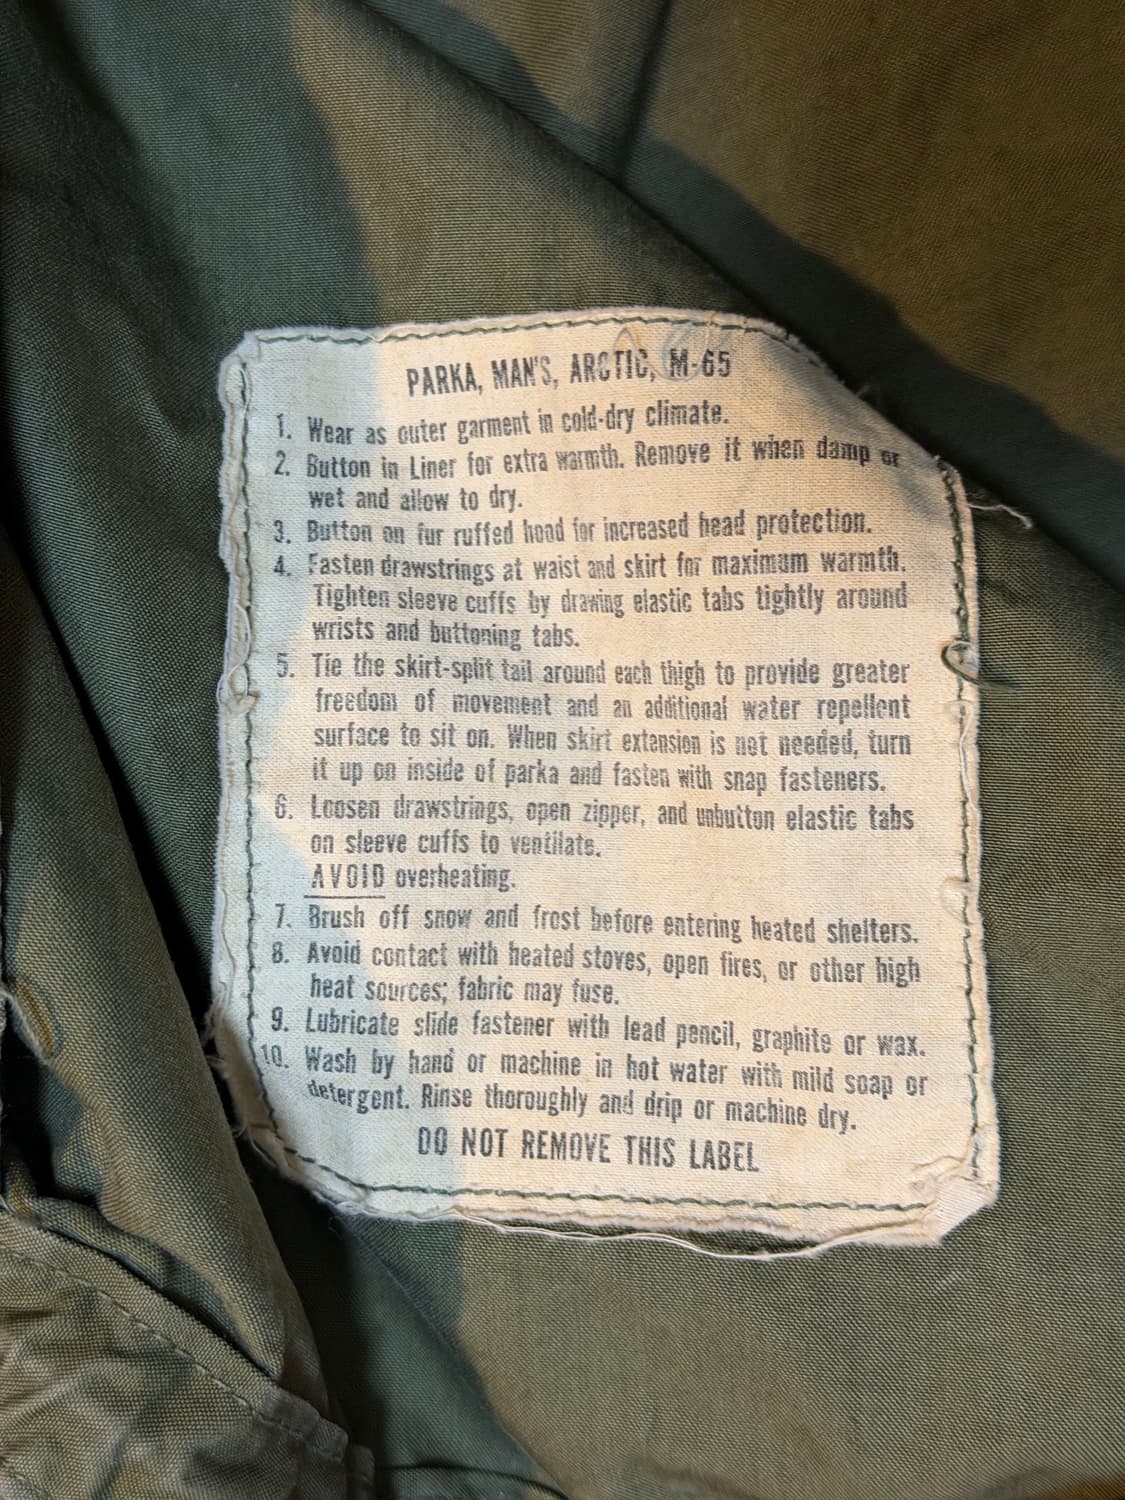 PARKA, MAN'S, ARCTIC, M-65
1. Wear as outer garment in cold-dry climate.
2. Button in Liner for extra warmth. Remove it when damp or
wet and allow to dry.
3. Button on fur ruffed hood for increased head protection.
4. Fasten drawstrings at waist and skirt for maximum warmth.
Tighten sleeve cuffs by drawing elastic tabs tightly around
wrists and buttoning tabs.
5. Tie the skirt-split tail around each thigh to provide greater
freedom of movement and an additional water repellent
surface to sit on. When skirt extension is not needed, turn
it up on inside of parka and fasten with snap fasteners.
6. Loosen drawstrings, open zipper, and unbutton elastic tabs
on sleeve cuffs to ventilate.
AVOID overheating.
7. Brush off snow and frost before entering heated shelters.
8. Avoid contact with heated stoves, open fires, or other high
heat sources; fabric may fuse.
9. Lubricate slide fastener with lead pencil, graphite or wax.
10. Wash by hand or machine in hot water with mild soap or
detergent. Rinse thoroughly and drip or machine dry.
DO NOT REMOVE THIS LABEL